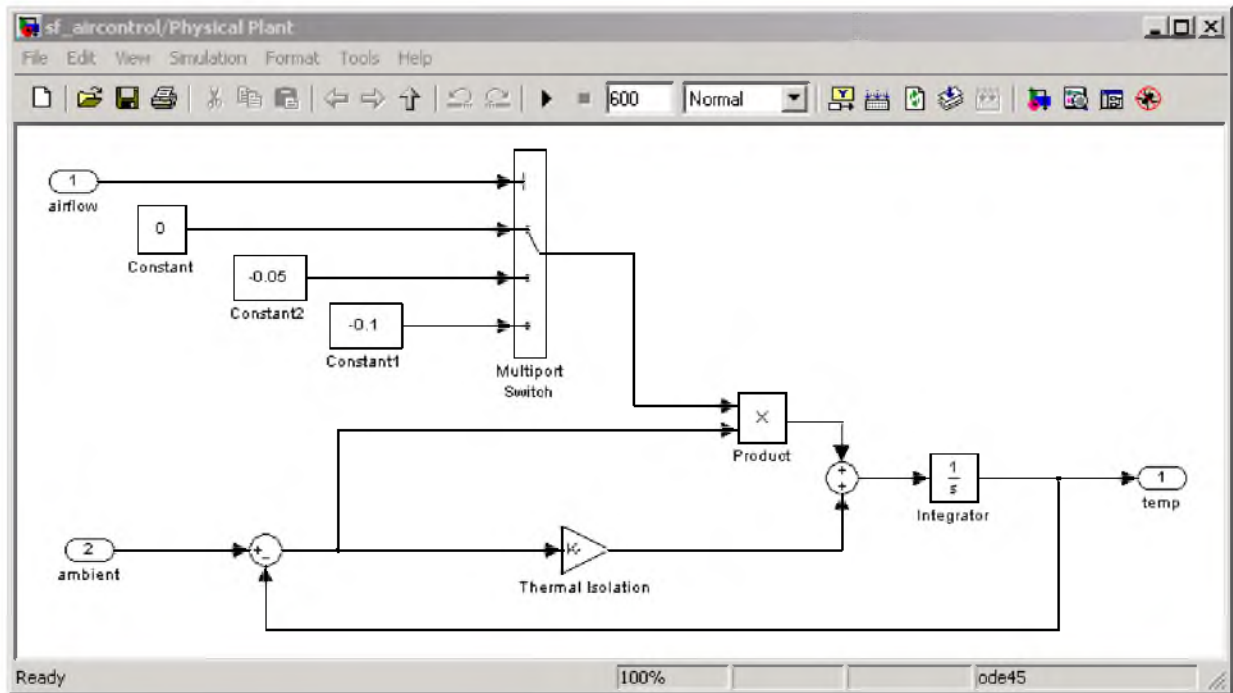 sf_aircontrol/Physical Plant
File Edit View Simulation Format Tools Help
600 Normal
1
airflow
0
Constant
-0.05
Constant2
-0.1
Constant1
Multiport
Switch
×
Product
+
+
1
s
Integrator
1
temp
2
ambient
+
-
K
Thermal Isolation
Ready 100% ode45